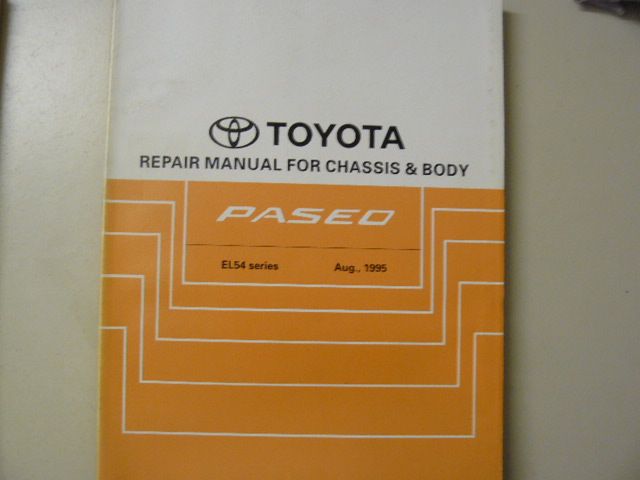 TOYOTA
REPAIR MANUAL FOR CHASSIS & BODY
PASEO
EL54 series Aug., 1995